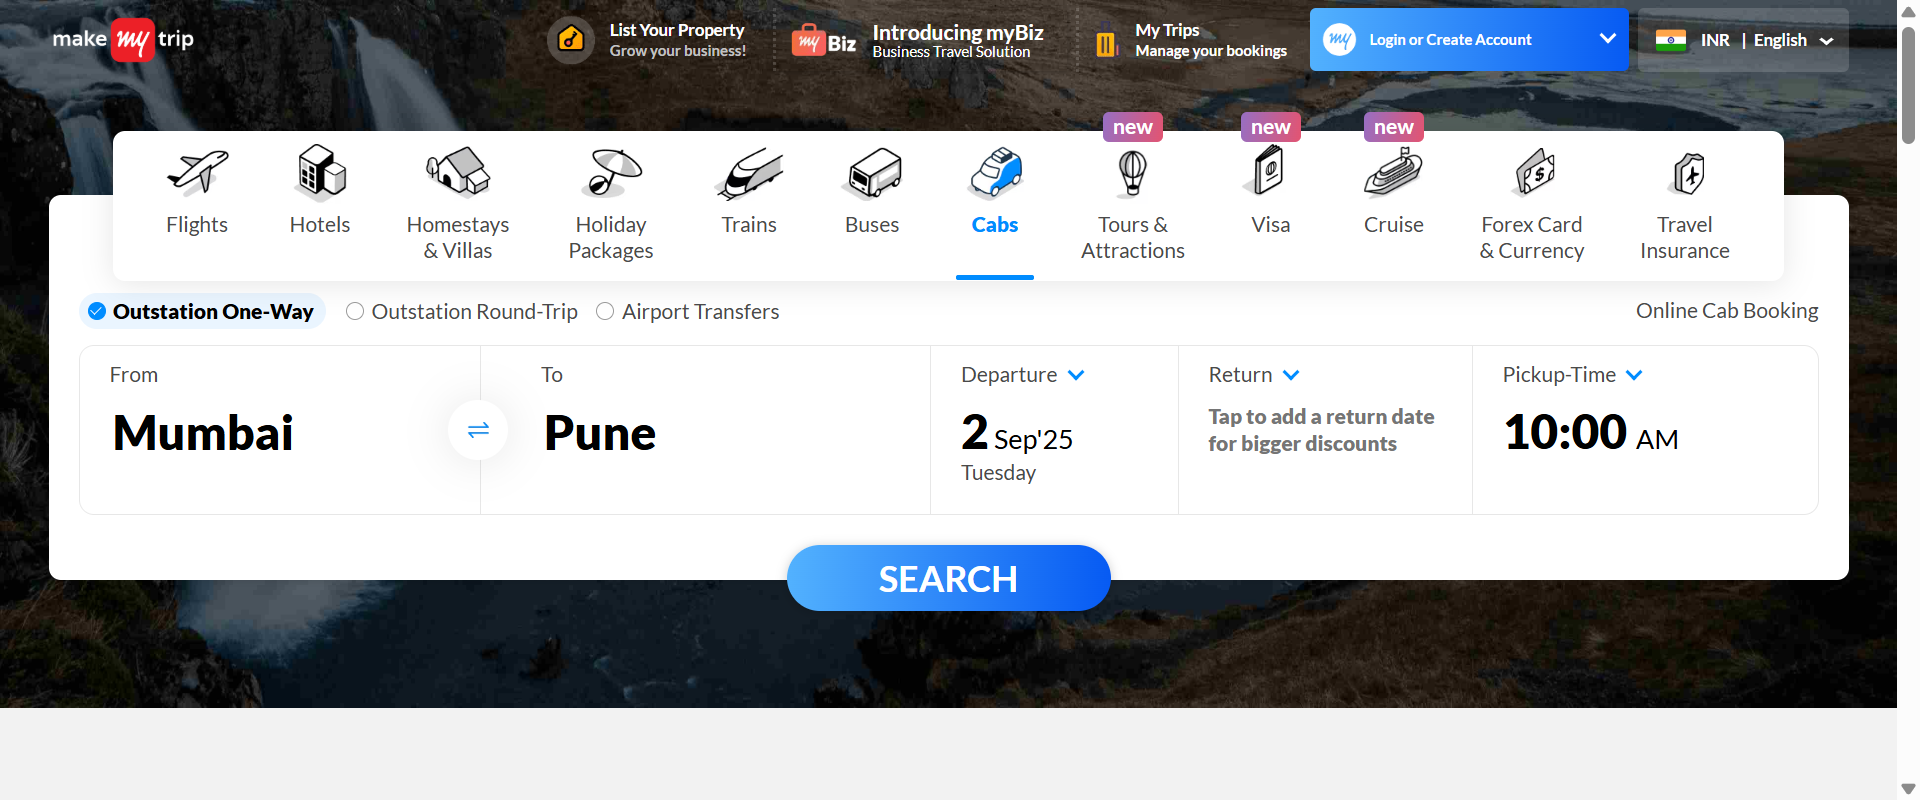 make my trip
List Your Property
Grow your business!
my Biz
Introducing myBiz
Business Travel Solution
My Trips
Manage your bookings
my
Login or Create Account
INR | English
new
new
new
Flights
Hotels
Homestays
& Villas
Holiday
Packages
Trains
Buses
Cabs
Tours &
Attractions
Visa
Cruise
Forex Card
& Currency
Travel
Insurance
Outstation One-Way
Outstation Round-Trip
Airport Transfers
Online Cab Booking
From
Mumbai
To
Pune
Departure
2 Sep'25
Tuesday
Return
Tap to add a return date
for bigger discounts
Pickup-Time
10:00 AM
SEARCH